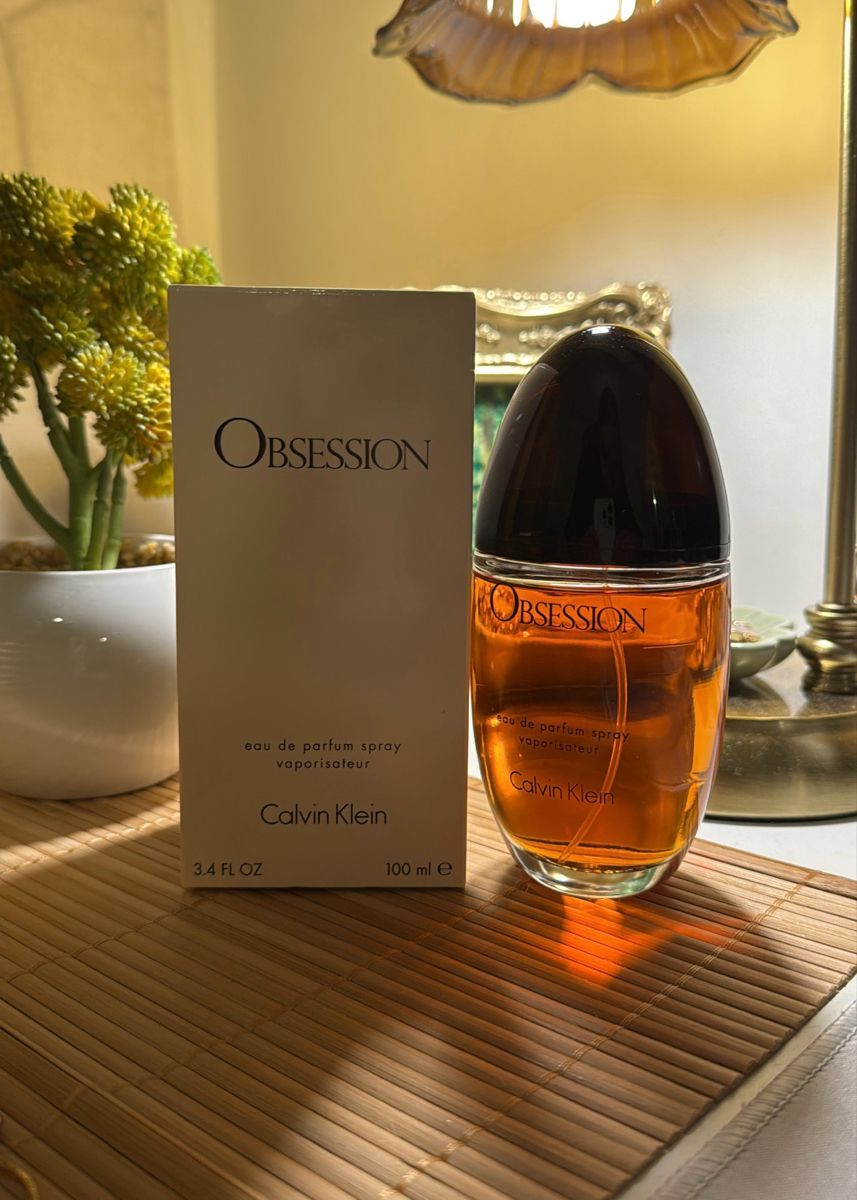 OBSESSION
eau de parfum spray
vaporisateur
Calvin Klein
3.4 FL OZ 100 ml ℮
OBSESSION
eau de parfum spray
vaporisateur
Calvin Klein